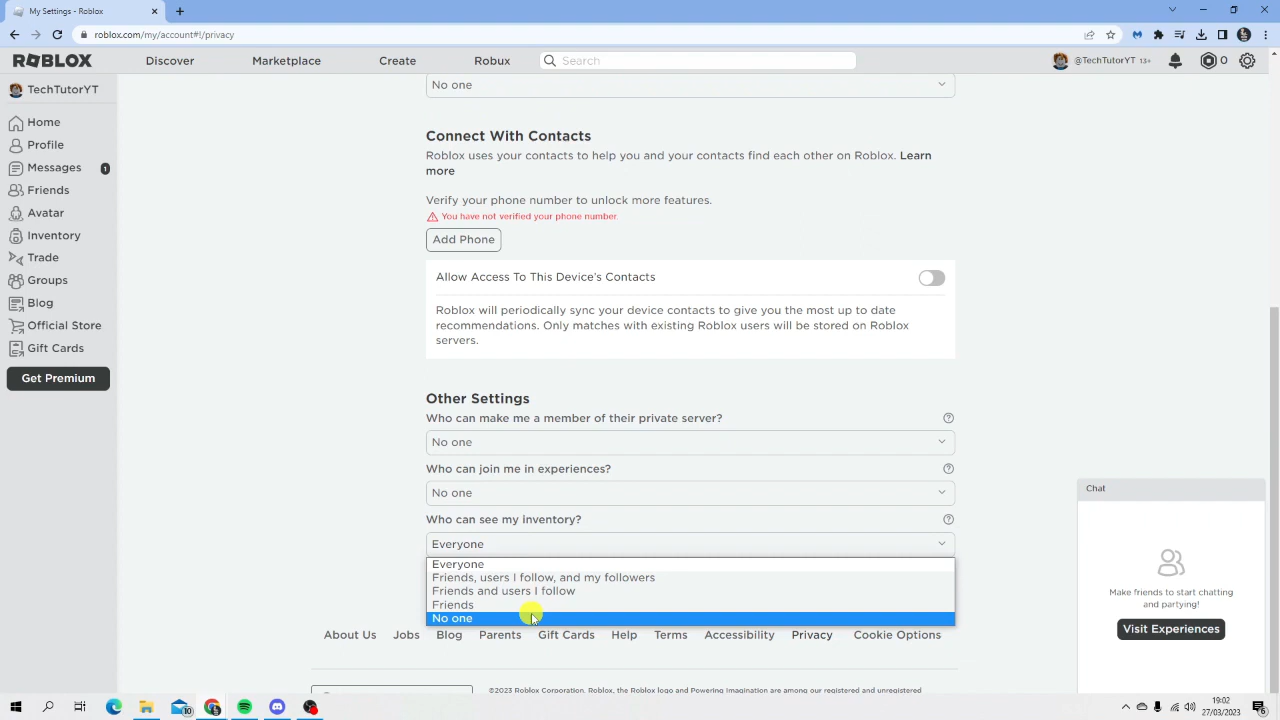 My Settings - Roblox
roblox.com/my/account#!/privacy
ROBLOX
Discover
Marketplace
Create
Robux
Search
@TechTutorYT 13+
0
TechTutorYT
Home
Profile
Messages
1
Friends
Avatar
Inventory
Trade
Groups
Blog
Official Store
Gift Cards
Get Premium
No one
Connect With Contacts
Roblox uses your contacts to help you and your contacts find each other on Roblox. Learn
more
Verify your phone number to unlock more features.
You have not verified your phone number.
Add Phone
Allow Access To This Device's Contacts
Roblox will periodically sync your device contacts to give you the most up to date
recommendations. Only matches with existing Roblox users will be stored on Roblox
servers.
Other Settings
Who can make me a member of their private server?
No one
Who can join me in experiences?
No one
Who can see my inventory?
Everyone
Everyone
Friends, users I follow, and my followers
Friends and users I follow
Friends
No one
About Us
Jobs
Blog
Parents
Gift Cards
Help
Terms
Accessibility
Privacy
Cookie Options
©2023 Roblox Corporation. Roblox, the Roblox logo and Powering Imagination are among our registered and unregistered
Chat
Make friends to start chatting
and partying!
Visit Experiences
10
19:02
27/03/2023
6